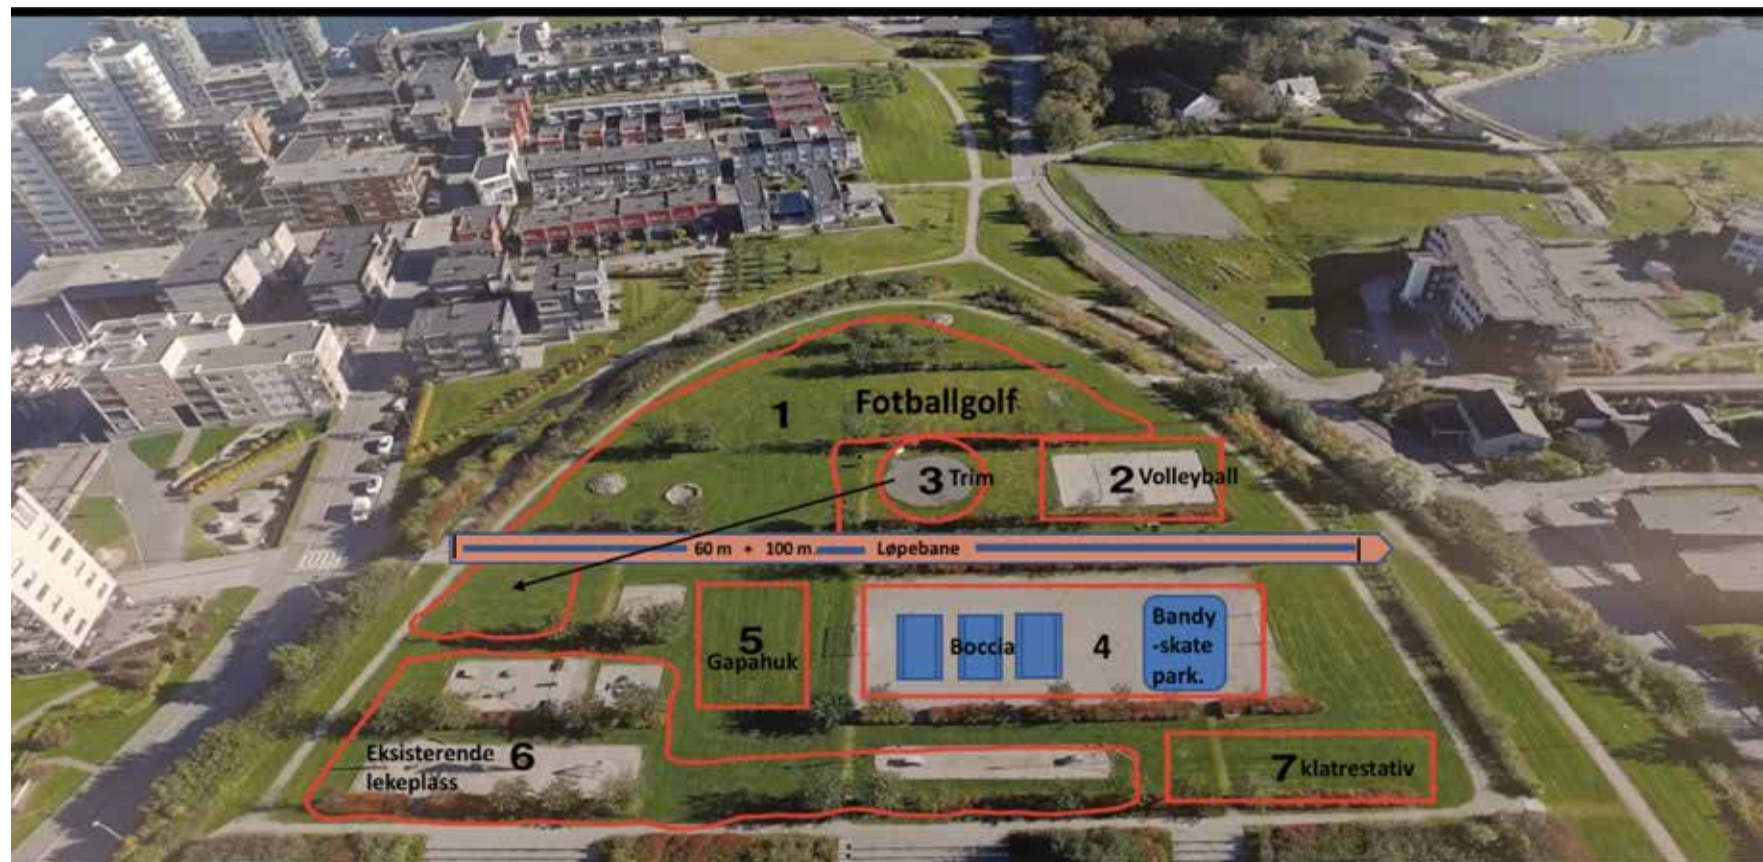 1 Fotballgolf
3 Trim
2 Volleyball
60 m + 100 m Løpebane
5
Gapahuk
Boccia
4
Bandy
-skate
park.
Eksisterende
lekeplass
6
7 klatrestativ